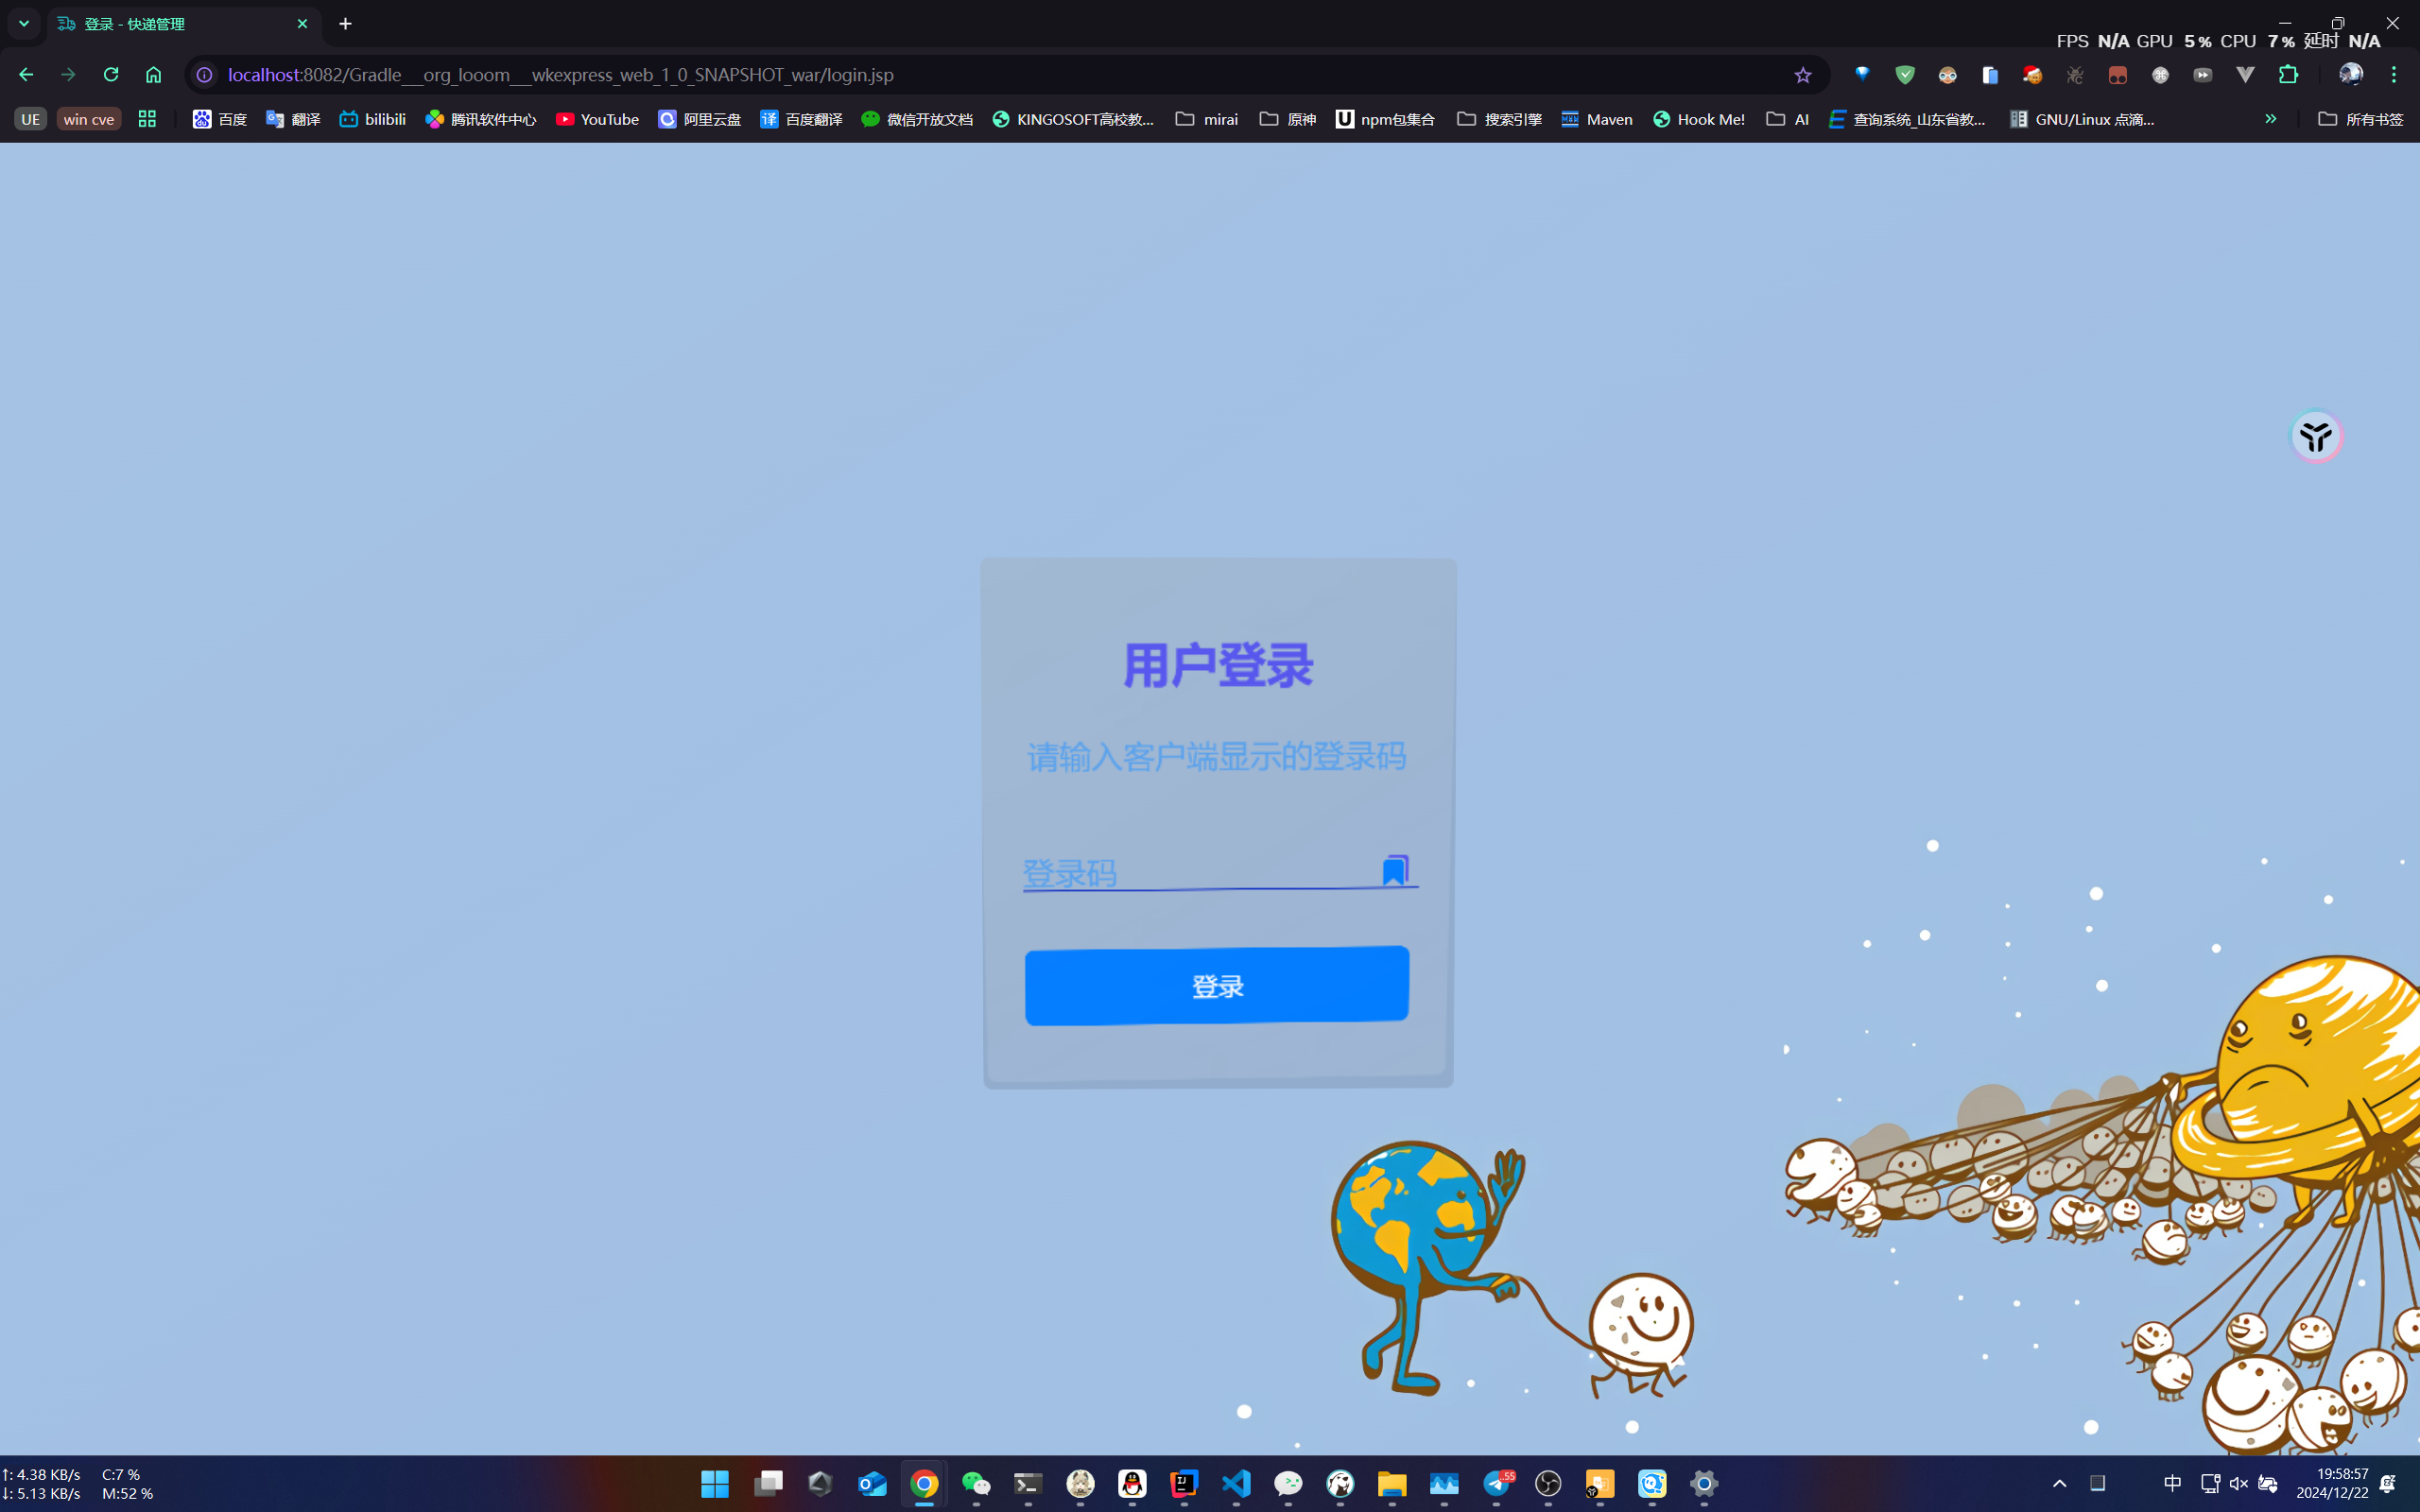 登录 - 快递管理
FPS N/A GPU 5 % CPU 7 % 延时 N/A
localhost:8082/Gradle___org_looom___wkexpress_web_1_0_SNAPSHOT_war/login.jsp
UE win cve 百度 翻译 bilibili 腾讯软件中心 YouTube 阿里云盘 百度翻译 微信开放文档 KINGOSOFT高校教... mirai 原神 npm包集合 搜索引擎 Maven Hook Me! AI 查询系统_山东省教... GNU/Linux 点滴... » 所有书签
用户登录
请输入客户端显示的登录码
登录码
登录
↑: 4.38 KB/s C:7 %
↓: 5.13 KB/s M:52 %
55
中
19:58:57
2024/12/22